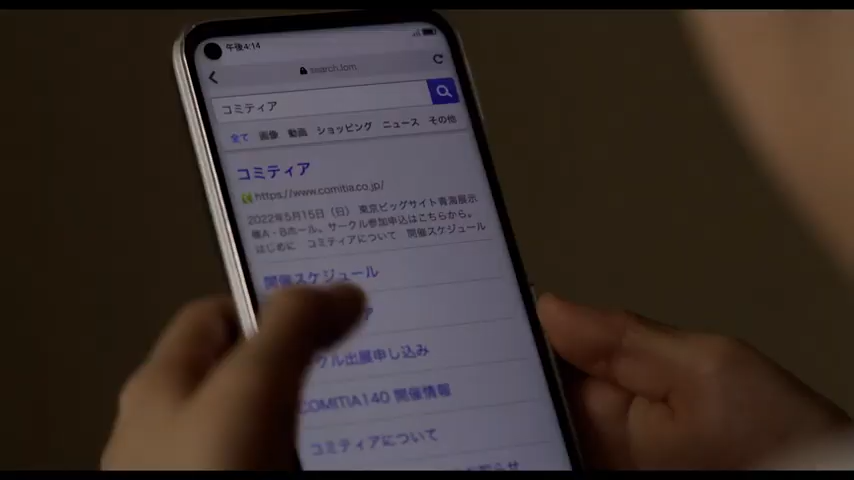 午後4:14
search.lom
コミティア
全て 画像 動画 ショッピング ニュース その他
コミティア
https://www.comitia.co.jp/
2022年5月15日（日） 東京ビッグサイト青海展示
棟A・Bホール。サークル参加申込はこちらから。
はじめに コミティアについて 開催スケジュール
開催スケジュール
ア
クル出展申し込み
COMITIA140 開催情報
コミティアについて
お知らせ